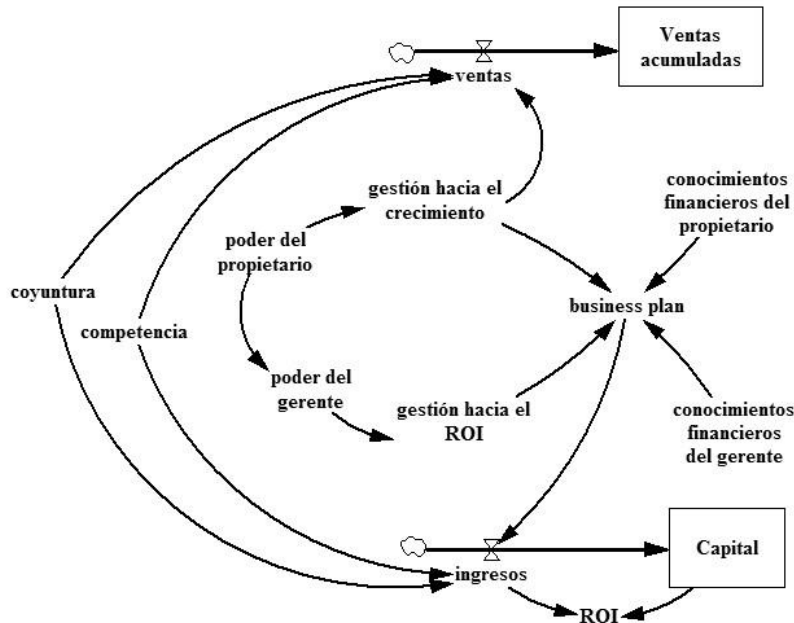 Ventas
acumuladas
ventas
gestión hacia el
crecimiento
conocimientos
financieros del
propietario
poder del
propietario
coyuntura
competencia
business plan
poder del
gerente
gestión hacia el
ROI
conocimientos
financieros
del gerente
Capital
ingresos
ROI